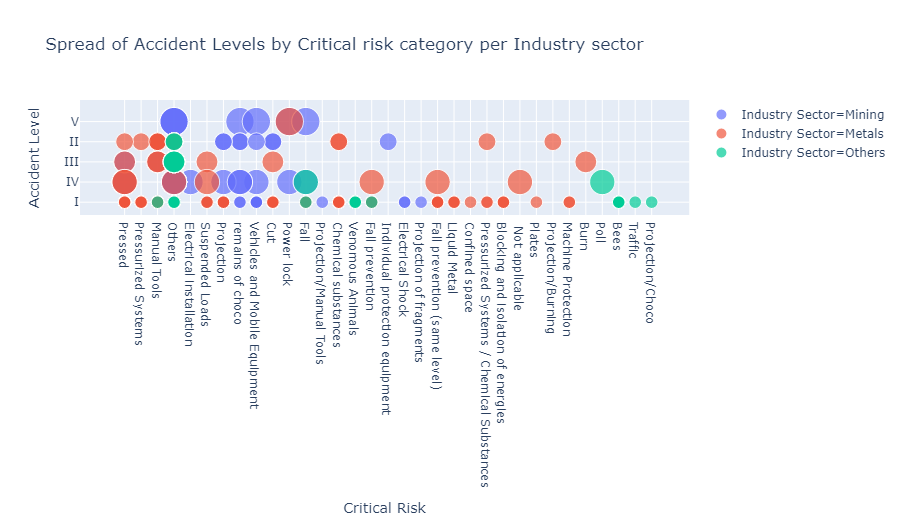 Spread of Accident Levels by Critical risk category per Industry sector
Accident Level
V
II
III
IV
I
Industry Sector=Mining
Industry Sector=Metals
Industry Sector=Others
Pressed
Pressurized Systems
Manual Tools
Others
Electrical installation
Suspended Loads
Projection
remains of choco
Vehicles and Mobile Equipment
Cut
Power lock
Fall
Projection/Manual Tools
Chemical substances
Venomous Animals
Fall prevention
Individual protection equipment
Electrical Shock
Projection of fragments
Fall prevention (same level)
Liquid Metal
Confined space
Pressurized Systems / Chemical Substances
Blocking and isolation of energies
Not applicable
Plates
Projection/Burning
Machine Protection
Burn
Poll
Bees
Traffic
Projection/Choco
Critical Risk